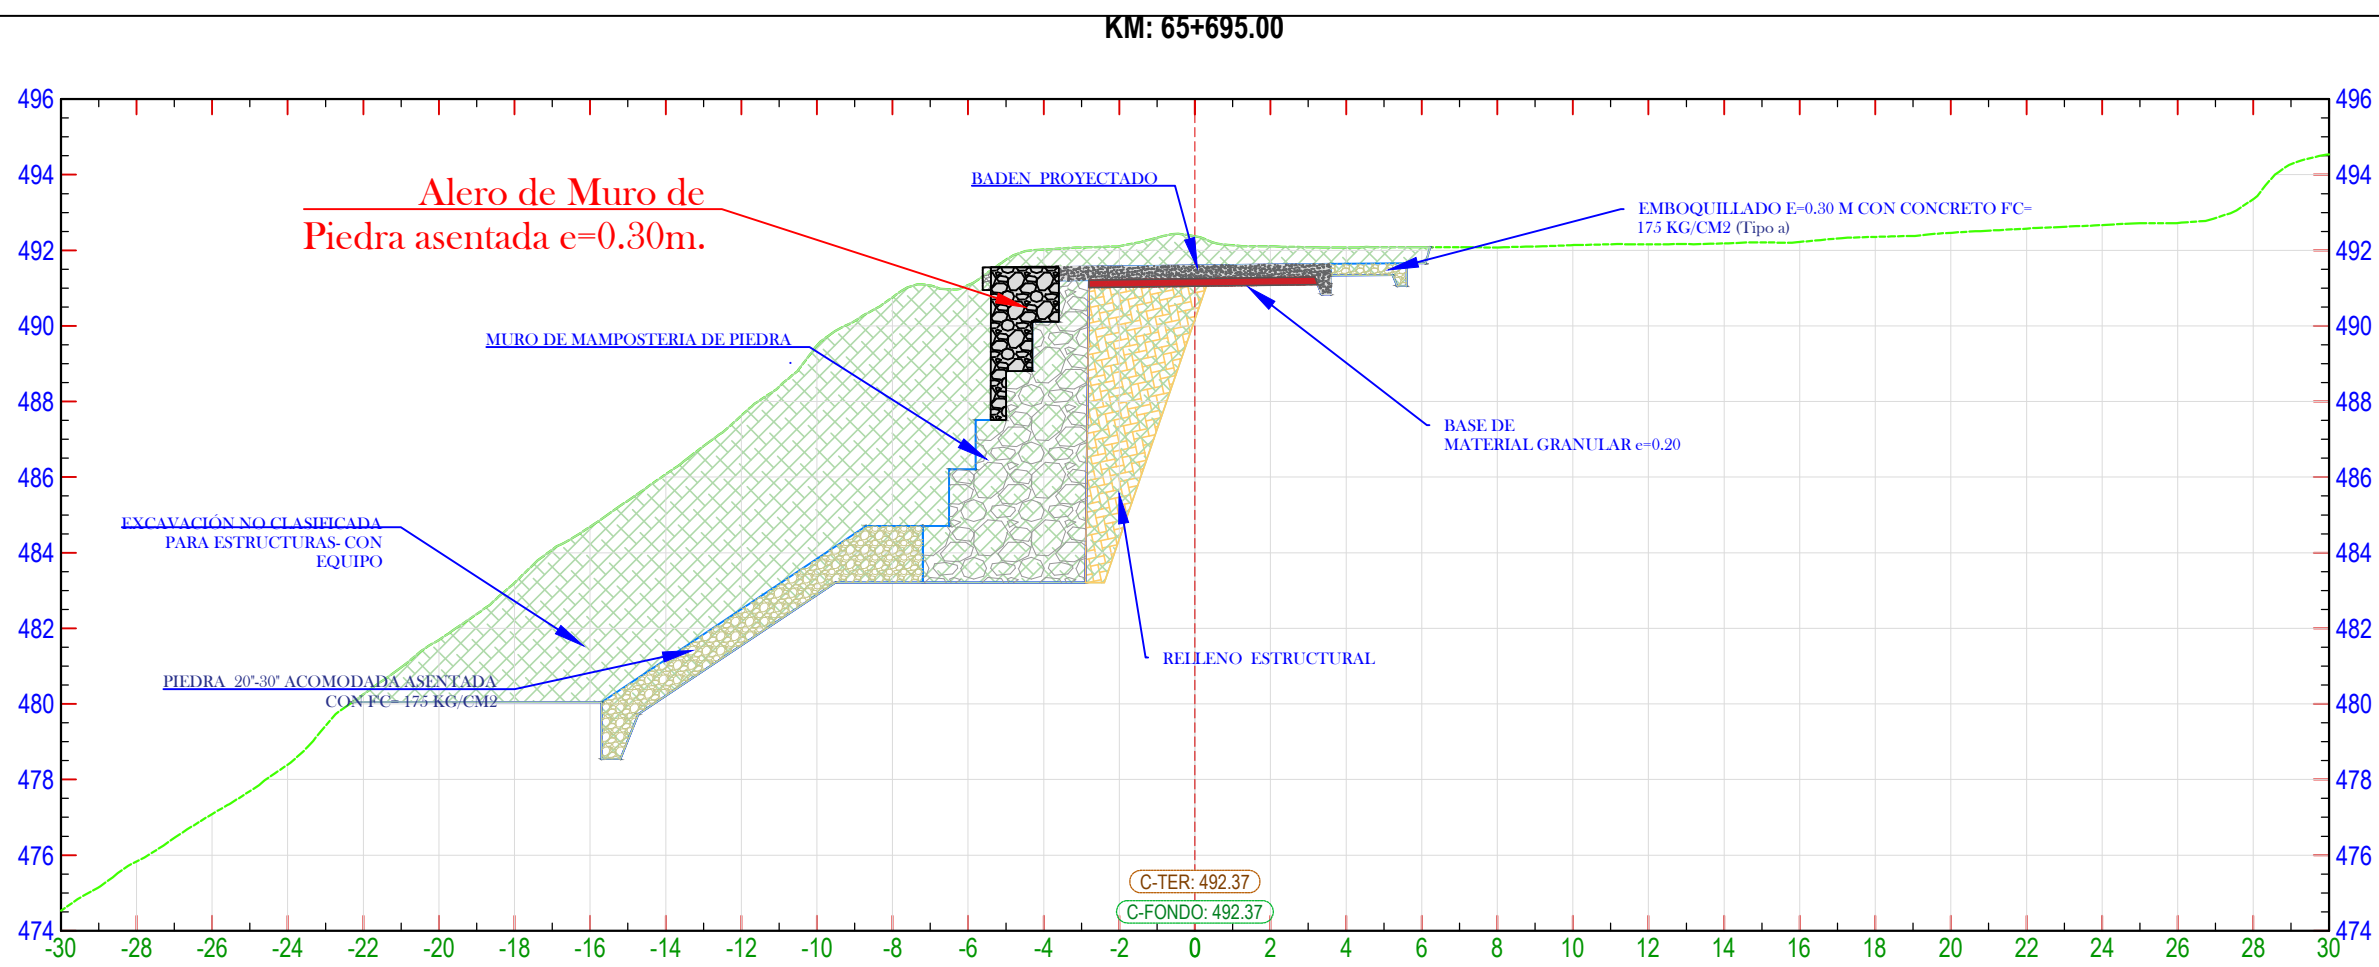 KM: 65+695.00
496
496
494
494
492
492
490
490
488
488
486
486
484
484
482
482
480
480
478
478
476
476
474
474
Alero de Muro de
Piedra asentada e=0.30m.
BADEN PROYECTADO
EMBOQUILLADO E=0.30 M CON CONCRETO FC=
175 KG/CM2 (Tipo a)
MURO DE MAMPOSTERIA DE PIEDRA
BASE DE
MATERIAL GRANULAR e=0.20
EXCAVACIÓN NO CLASIFICADA
PARA ESTRUCTURAS- CON
EQUIPO
RELLENO ESTRUCTURAL
PIEDRA 20"-30" ACOMODADA ASENTADA
CON FC= 175 KG/CM2
C-TER: 492.37
C-FONDO: 492.37
-30 -28 -26 -24 -22 -20 -18 -16 -14 -12 -10 -8 -6 -4 -2 0 2 4 6 8 10 12 14 16 18 20 22 24 26 28 30